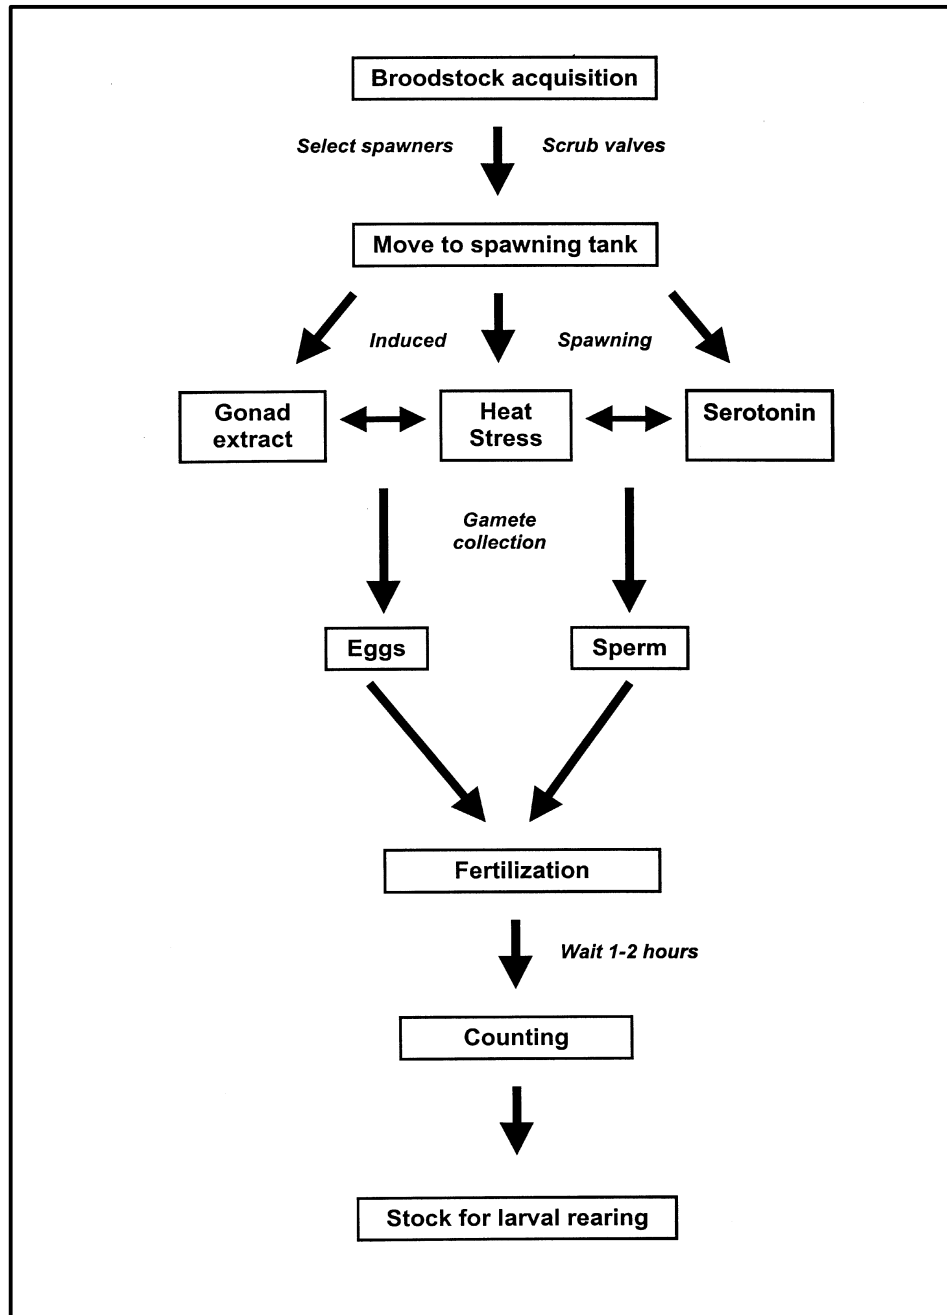 Broodstock acquisition
Select spawners
Scrub valves
Move to spawning tank
Induced
Spawning
Gonad
extract
Heat
Stress
Serotonin
Gamete
collection
Eggs
Sperm
Fertilization
Wait 1-2 hours
Counting
Stock for larval rearing